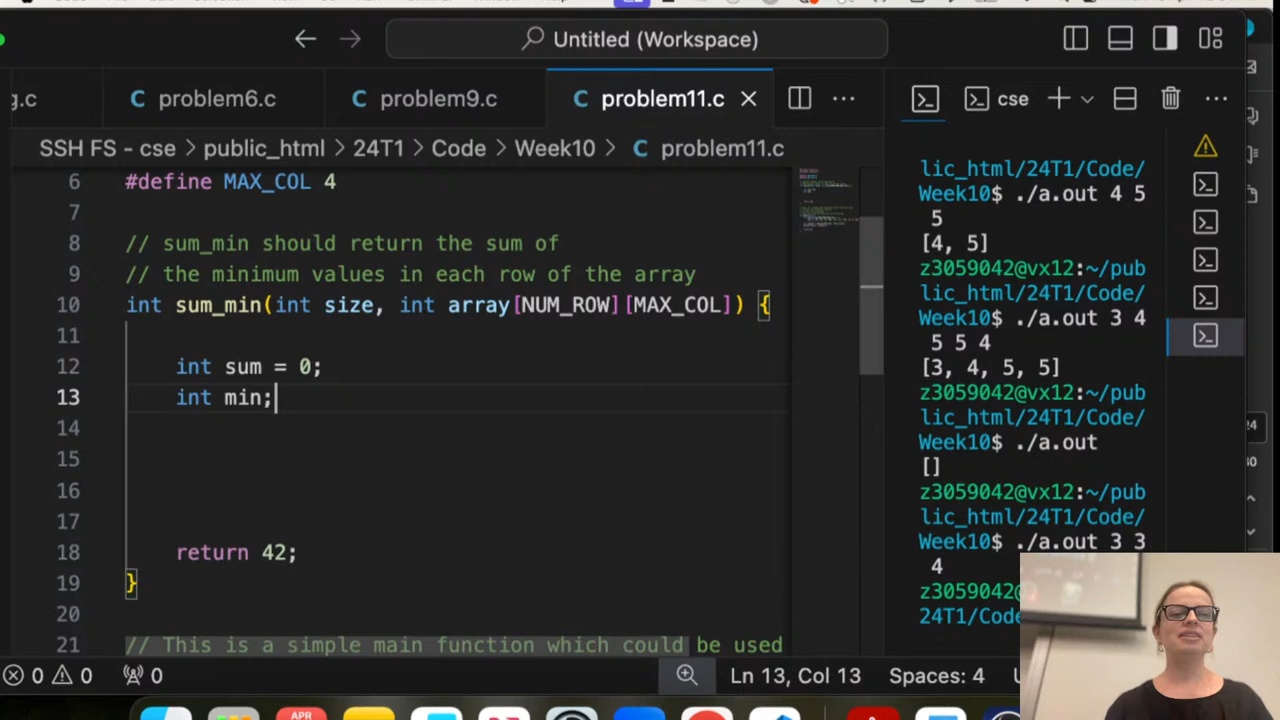 Untitled (Workspace)
g.c
C problem6.c
C problem9.c
C problem11.c
cse
SSH FS - cse > public_html > 24T1 > Code > Week10 > C problem11.c
6 #define MAX_COL 4
7
8 // sum_min should return the sum of
9 // the minimum values in each row of the array
10 int sum_min(int size, int array[NUM_ROW][MAX_COL]) {
11
12 int sum = 0;
13 int min;
14
15
16
17
18 return 42;
19 }
20
21 // This is a simple main function which could be used
lic_html/24T1/Code/
Week10$ ./a.out 4 5
5
[4, 5]
z3059042@vx12:~/pub
lic_html/24T1/Code/
Week10$ ./a.out 3 4
5 5 4
[3, 4, 5, 5]
z3059042@vx12:~/pub
lic_html/24T1/Code/
Week10$ ./a.out
[]
z3059042@vx12:~/pub
lic_html/24T1/Code/
Week10$ ./a.out 3 3
4
z3059042@
24T1/Cod
0 0 0
Ln 13, Col 13
Spaces: 4
APR
24